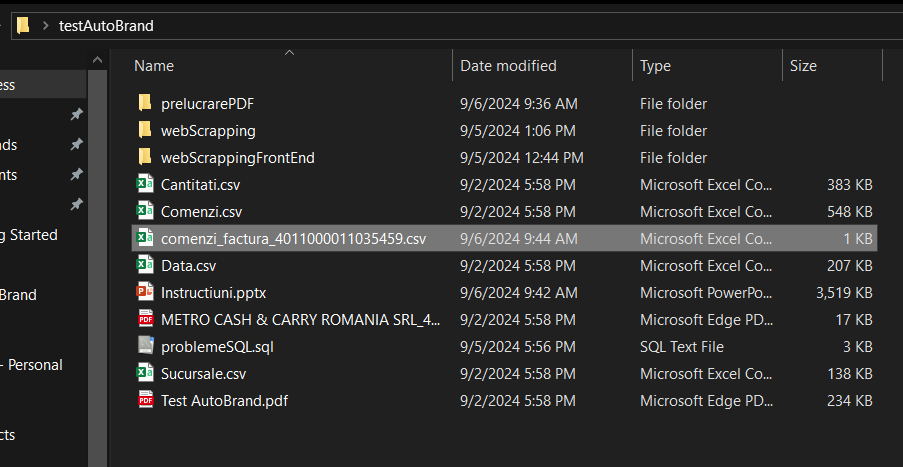 testAutoBrand
Name Date modified Type Size
ess
prelucrarePDF 9/6/2024 9:36 AM File folder
webScrapping 9/5/2024 1:06 PM File folder
nds
webScrappingFrontEnd 9/5/2024 12:44 PM File folder
nts
Cantitati.csv 9/2/2024 5:58 PM Microsoft Excel Co... 383 KB
Comenzi.csv 9/2/2024 5:58 PM Microsoft Excel Co... 548 KB
g Started
comenzi_factura_4011000011035459.csv 9/6/2024 9:44 AM Microsoft Excel Co... 1 KB
Data.csv 9/2/2024 5:58 PM Microsoft Excel Co... 207 KB
Brand
Instructiuni.pptx 9/6/2024 9:42 AM Microsoft PowerPo... 3,519 KB
METRO CASH & CARRY ROMANIA SRL_4... 9/2/2024 5:58 PM Microsoft Edge PD... 17 KB
problemeSQL.sql 9/5/2024 5:56 PM SQL Text File 3 KB
- Personal
Sucursale.csv 9/2/2024 5:58 PM Microsoft Excel Co... 138 KB
Test AutoBrand.pdf 9/2/2024 5:58 PM Microsoft Edge PD... 234 KB
cts